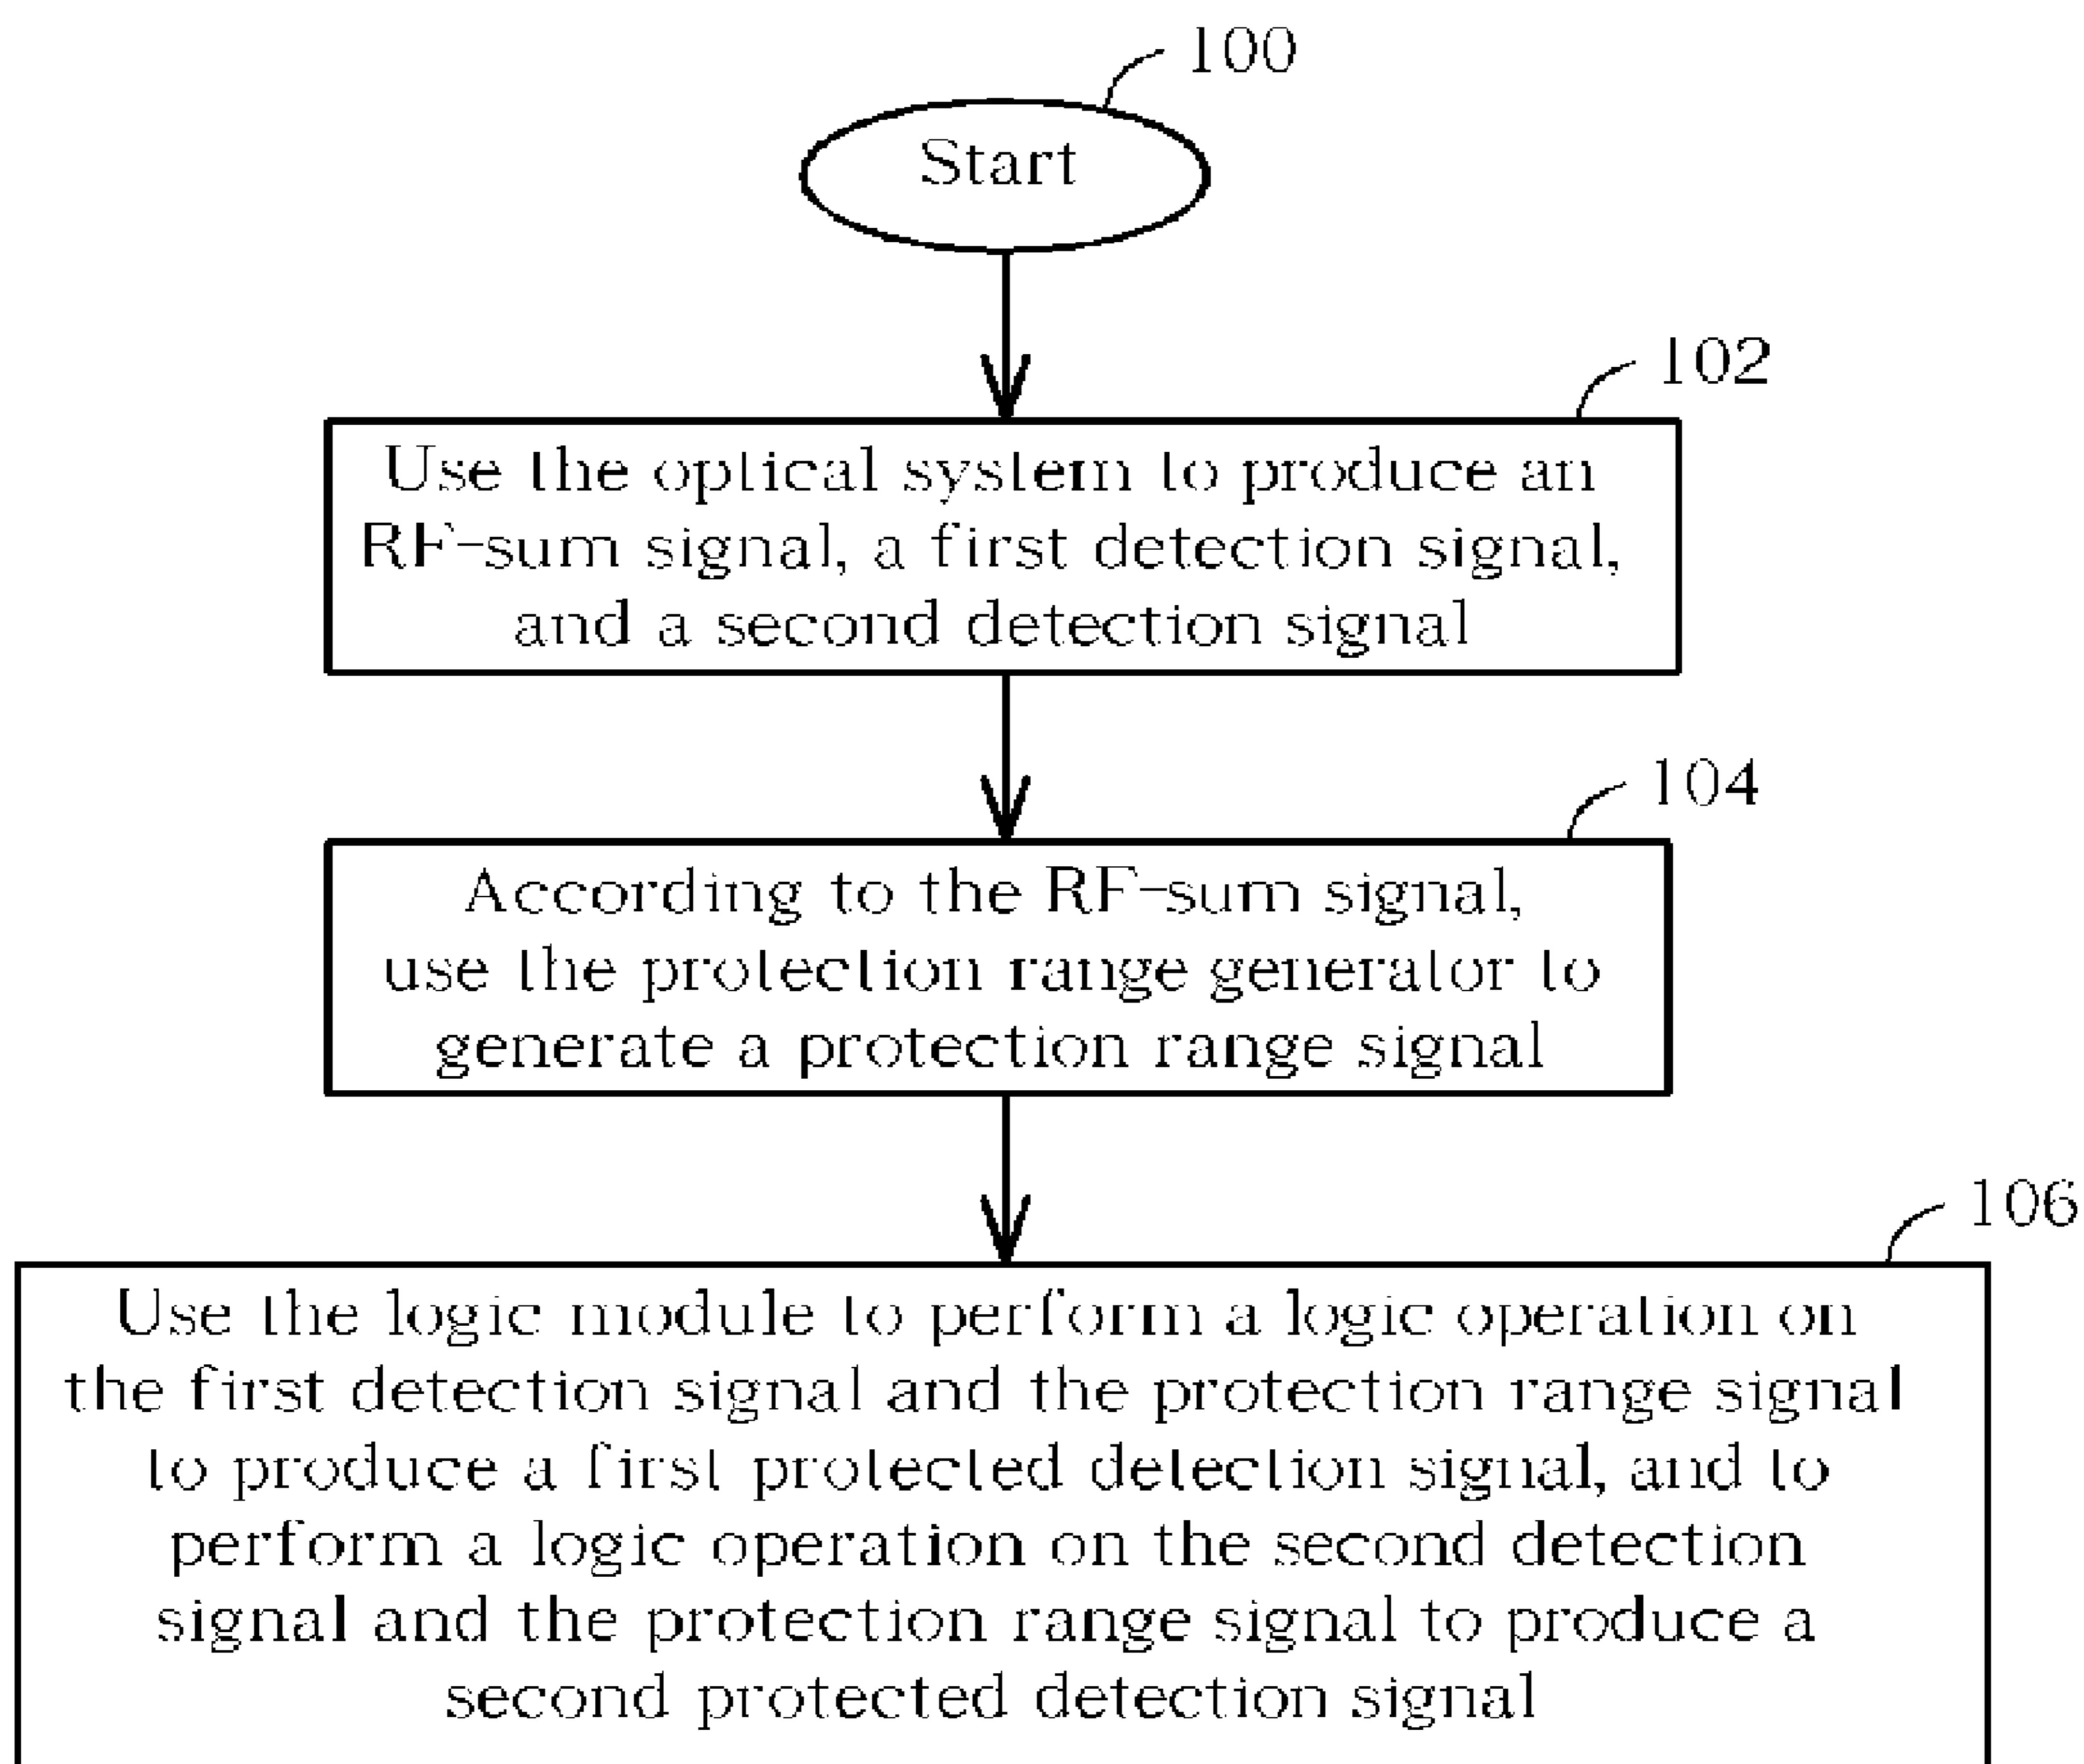 100
Start
102
Use the optical system to produce an
RF-sum signal, a first detection signal,
and a second detection signal
104
According to the RF-sum signal,
use the protection range generator to
generate a protection range signal
106
Use the logic module to perform a logic operation on
the first detection signal and the protection range signal
to produce a first protected detection signal, and to
perform a logic operation on the second detection
signal and the protection range signal to produce a
second protected detection signal